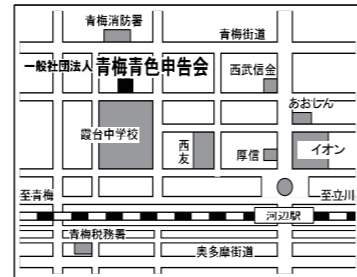 青梅消防署
青梅街道
一般社団法人 青梅青色申告会
西武信金
あおしん
霞台中学校
西友
厚信
イオン
至青梅
至立川
河辺駅
青梅税務署
奥多摩街道